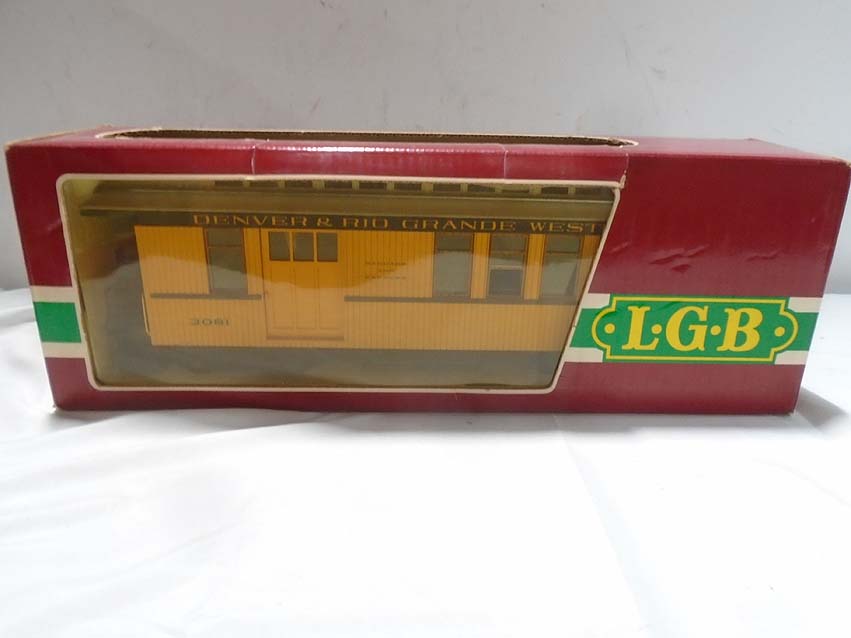 DENVER & RIO GRANDE WEST
3081
·L·G·B·